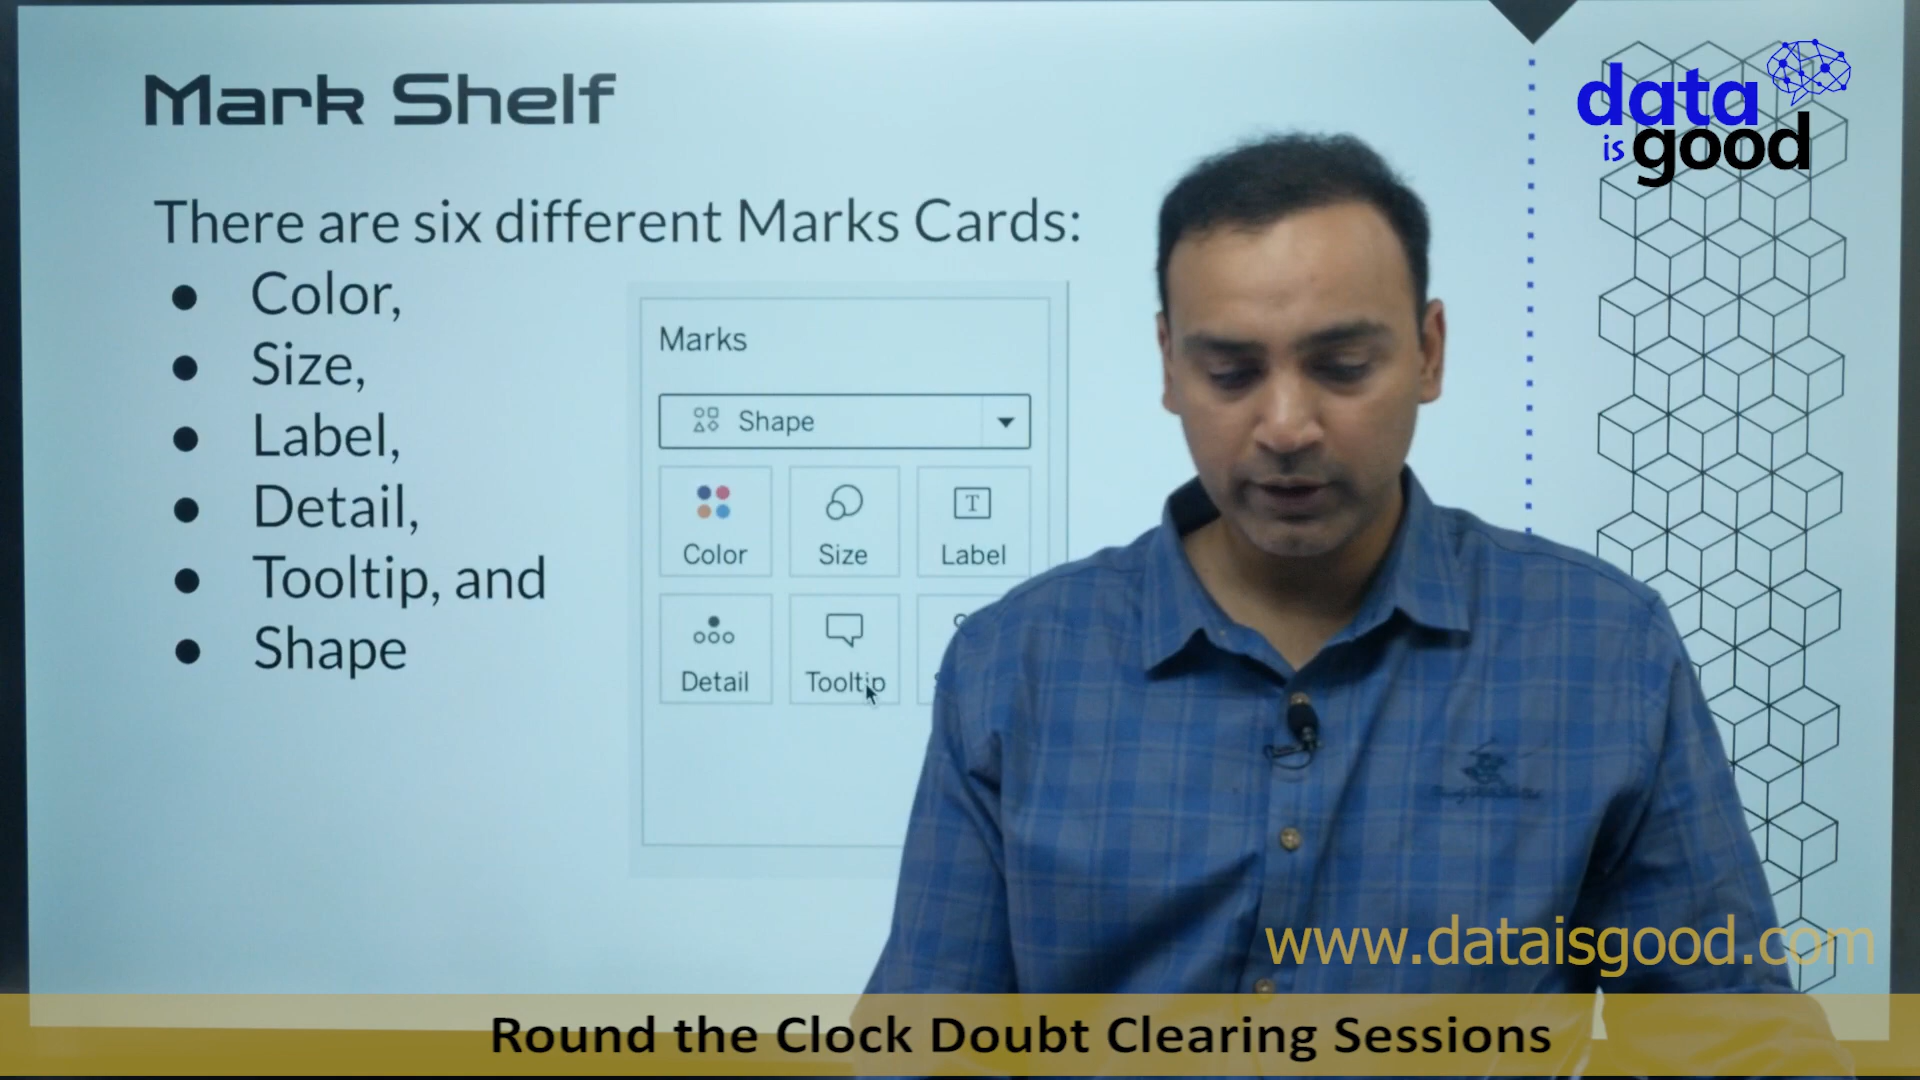 Mark Shelf
data
is good
There are six different Marks Cards:
● Color,
● Size,
● Label,
● Detail,
● Tooltip, and
● Shape
Marks
Shape
Color Size Label
Detail Tooltip
www.dataisgood.com
Round the Clock Doubt Clearing Sessions